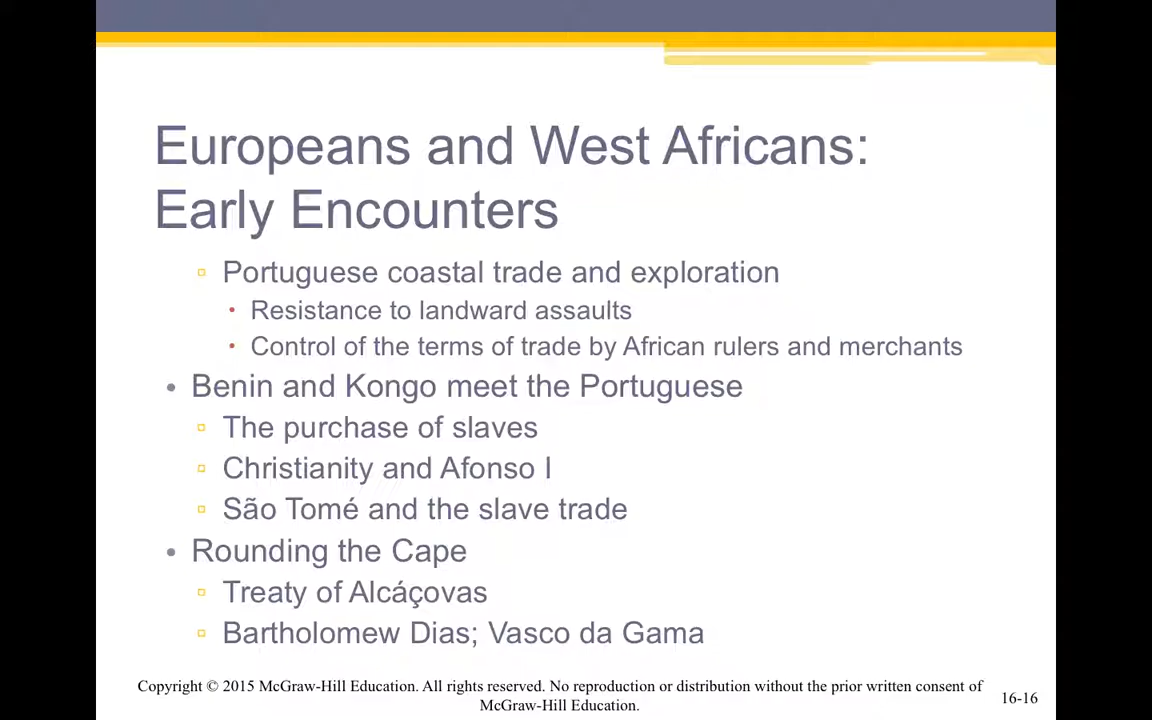 Europeans and West Africans:
Early Encounters
▫ Portuguese coastal trade and exploration
• Resistance to landward assaults
• Control of the terms of trade by African rulers and merchants
• Benin and Kongo meet the Portuguese
▫ The purchase of slaves
▫ Christianity and Afonso I
▫ São Tomé and the slave trade
• Rounding the Cape
▫ Treaty of Alcáçovas
▫ Bartholomew Dias; Vasco da Gama
Copyright © 2015 McGraw-Hill Education. All rights reserved. No reproduction or distribution without the prior written consent of
McGraw-Hill Education.
16-16